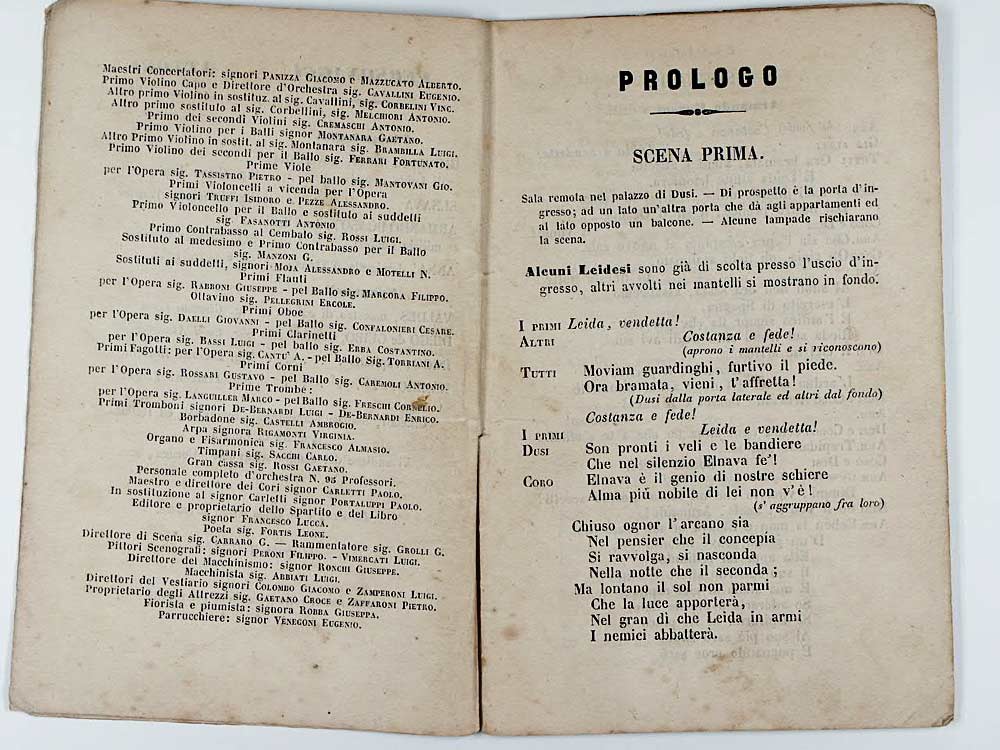 Maestri Concertatori: signori PANIZZA GIACOMO e MAZZUCATO ALBERTO.
Primo Violino Capo e Direttore d'Orchestra sig. CAVALLINI EUGENIO.
Altro primo Violino in sostituz. al sig. Cavallini, sig. CORBELINI VINC.
Altro primo sostituto al sig. Corbellini, sig. MELCHIORI ANTONIO.
Primo dei secondi Violini sig. CREMASCHI ANTONIO.
Primo Violino per i Balli signor MONTANARA GAETANO.
Altro Primo Violino in sostit. al sig. Montanara sig. BRAMBILLA LUIGI.
Primo Violino dei secondi per il Ballo sig. FERRARI FORTUNATO.
Prime Viole
per l'Opera sig. TASSISTRO PIETRO - pel ballo sig. MANTOVANI GIO.
Primi Violoncelli a vicenda per l'Opera
signori TRUFFI ISIDORO e PEZZE ALESSANDRO.
Primo Violoncello per il Ballo e sostituto ai suddetti
sig. FASANOTTI ANTONIO
Primo Contrabasso al Cembalo sig. ROSSI LUIGI.
Sostituto al medesimo e Primo Contrabasso per il Ballo
sig. MANZONI G.
Sostituti ai suddetti, signori MOJA ALESSANDRO e MOTELLI N.
Primi Flauti
per l'Opera sig. RABBONI GIUSEPPE - pel Ballo sig. MARCORA FILIPPO.
Ottavino sig. PELLEGRINI ERCOLE.
Primi Oboe
per l'Opera sig. DAELLI GIOVANNI - pel Ballo sig. CONFALONIERI CESARE.
Primi Clarinetti
per l'Opera sig. BASSI LUIGI - pel ballo sig. ERBA COSTANTINO.
Primi Fagotti: per l'Opera sig. CANTU' A. - pel Ballo Sig. TORRIANI A.
Primi Corni
per l'Opera sig. ROSSARI GUSTAVO - pel Ballo sig. CAREMOLI ANTONIO.
Prime Trombe:
per l'Opera sig. LANGUILLER MARCO - pel Ballo sig. FRESCHI CORNELIO.
Primi Tromboni signori DE-BERNARDI LUIGI - DE-BERNARDI ENRICO.
Borbadone sig. CASTELLI AMBROGIO.
Arpa signora RIGAMONTI VIRGINIA.
Organo e Fisarmonica sig. FRANCESCO ALMASIO.
Timpani sig. SACCHI CARLO.
Gran cassa sig. ROSSI GAETANO.
Personale completo d'orchestra N. 95 Professori.
Maestro e direttore dei Cori signor CARLETTI PAOLO.
In sostituzione al signor Carletti signor PORTALUPPI PAOLO.
Editore e proprietario dello Spartito e del Libro
signor FRANCESCO LUCCA.
Poeta sig. FORTIS LEONE.
Direttore di Scena sig. CARRARO G. — Rammentatore sig. GROLLI G.
Pittori Scenografi: signori PERONI FILIPPO. - VIMERCATI LUIGI.
Direttore del Macchinismo: signor RONCHI GIUSEPPE.
Macchinista sig. ABBIATI LUIGI.
Direttori del Vestiario signori COLOMBO GIACOMO e ZAMPERONI LUIGI.
Proprietario degli Attrezzi sig. GAETANO CROCE e ZAFFARONI PIETRO.
Fiorista e piumista: signora ROBBA GIUSEPPA.
Parrucchiere: signor VENEGONI EUGENIO.
PROLOGO
SCENA PRIMA.
Sala remota nel palazzo di Dusi. — Di prospetto è la porta d'in-
gresso; ad un lato un'altra porta che dà agli appartamenti ed
al lato opposto un balcone. — Alcune lampade rischiarano
la scena.
Alcuni Leidesi sono già di scolta presso l'uscio d'in-
gresso, altri avvolti nei mantelli si mostrano in fondo.
I PRIMI Leida, vendetta!
ALTRI Costanza e fede!
(aprono i mantelli e si riconoscono)
TUTTI Moviam guardinghi, furtivo il piede.
Ora bramata, vieni, t'affretta!
(Dusi dalla porta laterale ed altri dal fondo)
Costanza e fede!
I PRIMI Leida e vendetta!
DUSI Son pronti i veli e le bandiere
Che nel silenzio Elnava fe'!
CORO Elnava è il genio di nostre schiere
Alma più nobile di lei non v'è!
(s'aggruppano fra loro)
Chiuso ognor l'arcano sia
Nel pensier che il concepia
Si ravvolga, si nasconda
Nella notte che il seconda;
Ma lontano il sol non parmi
Che la luce apporterà,
Nel gran dì che Leida in armi
I nemici abbatterà.